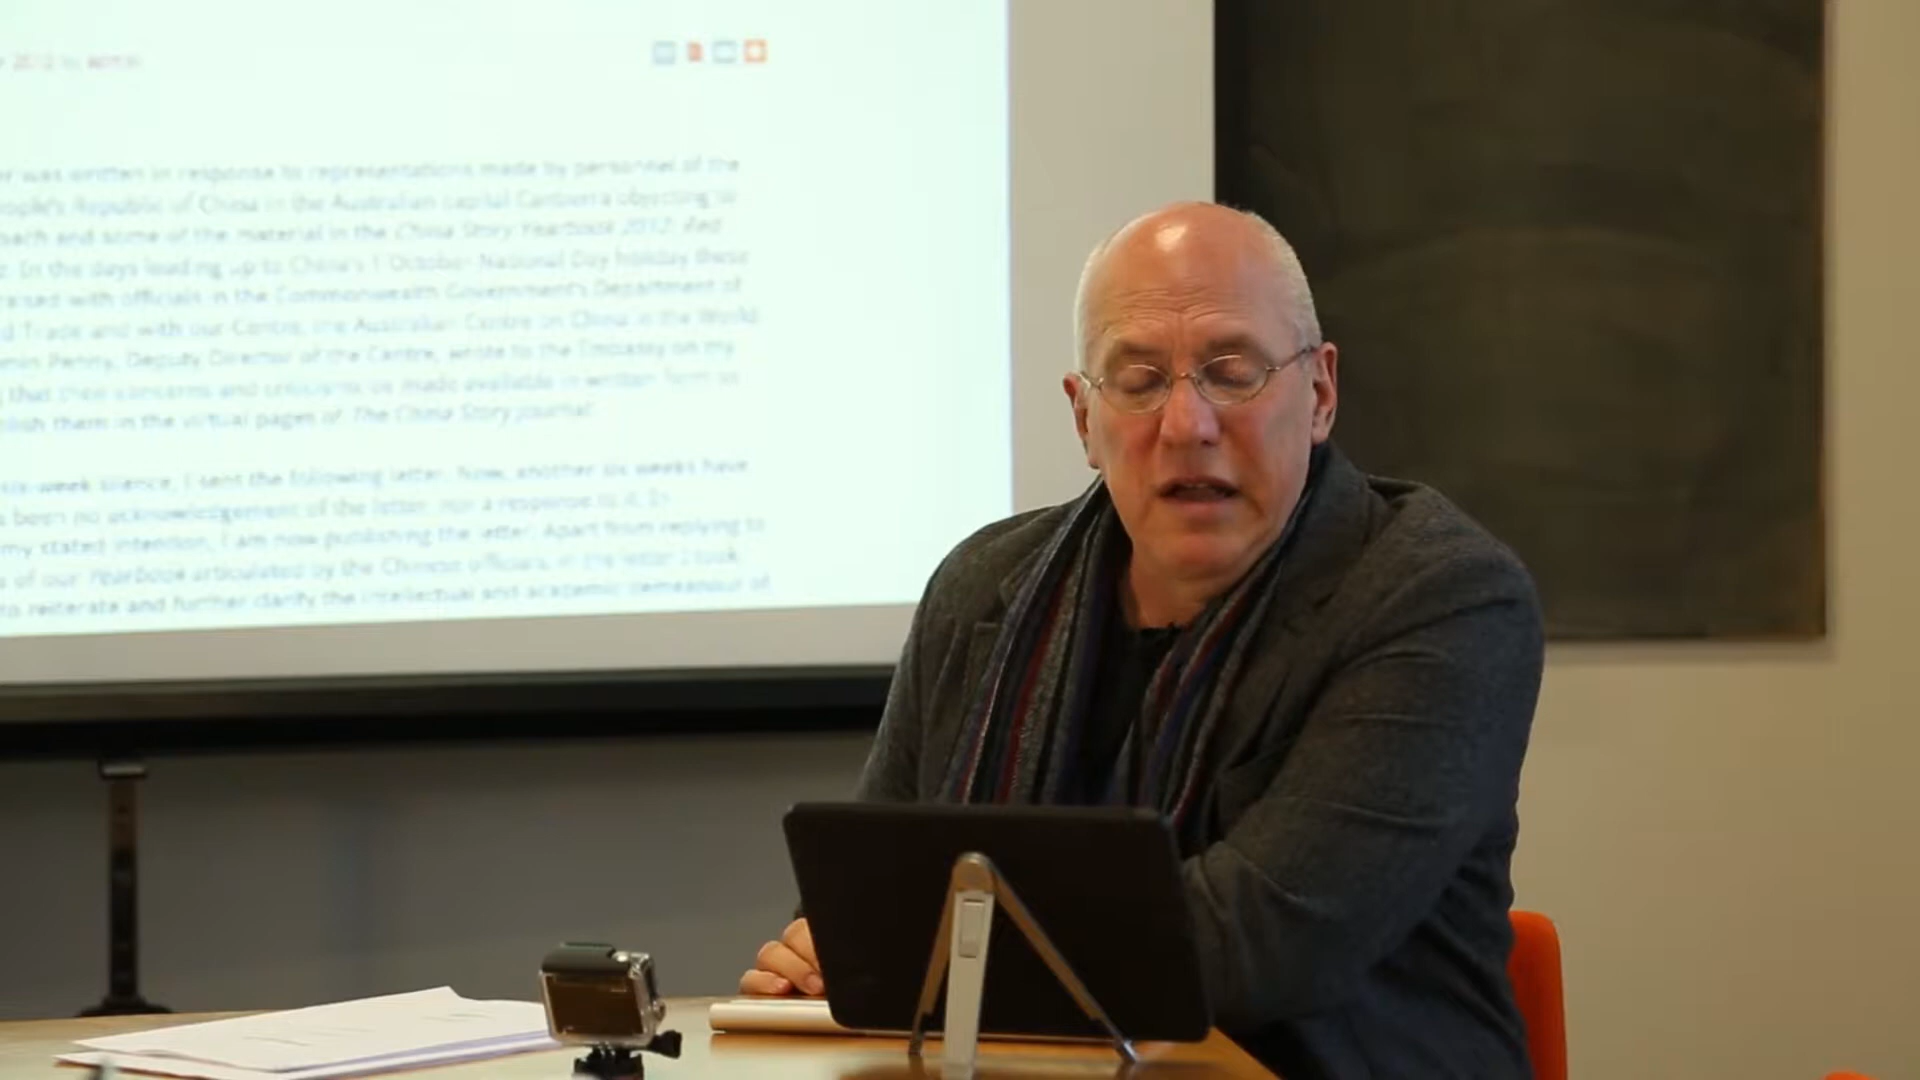 2012 by admin
was written in response to representations made by personnel of the
People's Republic of China in the Australian capital Canberra objecting to
and some of the material in the China Story Yearbook 2012: Red
In the days leading up to China's 1 October National Day holiday these
raised with officials in the Commonwealth Government's Department of
d Trade and with our Centre, the Australian Centre on China in the World.
min Penny, Deputy Director of the Centre, wrote to the Embassy on my
that their concerns and criticisms be made available in written form so
blish them in the virtual pages of The China Story Journal.
six-week silence, I sent the following letter. Now, another six weeks have
been no acknowledgement of the letter, nor a response to it. In
my stated intention, I am now publishing the letter. Apart from replying to
s of our Yearbook articulated by the Chinese officials, in the letter I took
to reiterate and further clarify the intellectual and academic demeanour of